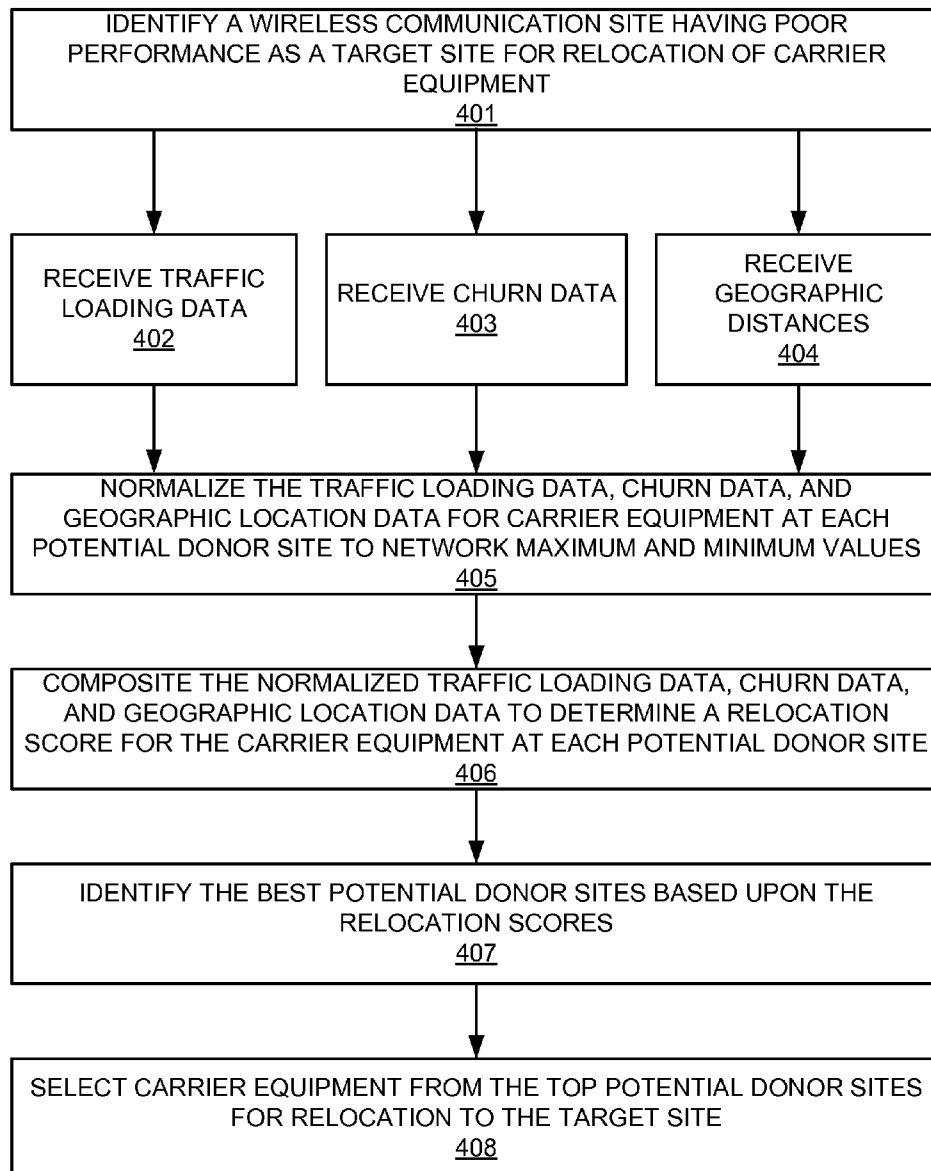 IDENTIFY A WIRELESS COMMUNICATION SITE HAVING POOR
PERFORMANCE AS A TARGET SITE FOR RELOCATION OF CARRIER
EQUIPMENT
401
RECEIVE TRAFFIC
LOADING DATA
402
RECEIVE CHURN DATA
403
RECEIVE
GEOGRAPHIC
DISTANCES
404
NORMALIZE THE TRAFFIC LOADING DATA, CHURN DATA, AND
GEOGRAPHIC LOCATION DATA FOR CARRIER EQUIPMENT AT EACH
POTENTIAL DONOR SITE TO NETWORK MAXIMUM AND MINIMUM VALUES
405
COMPOSITE THE NORMALIZED TRAFFIC LOADING DATA, CHURN DATA,
AND GEOGRAPHIC LOCATION DATA TO DETERMINE A RELOCATION
SCORE FOR THE CARRIER EQUIPMENT AT EACH POTENTIAL DONOR SITE
406
IDENTIFY THE BEST POTENTIAL DONOR SITES BASED UPON THE
RELOCATION SCORES
407
SELECT CARRIER EQUIPMENT FROM THE TOP POTENTIAL DONOR SITES
FOR RELOCATION TO THE TARGET SITE
408